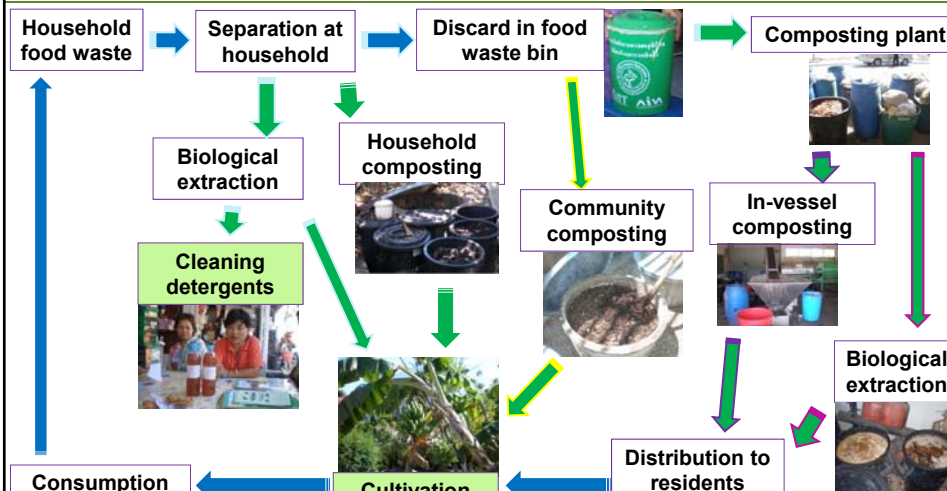 Household
food waste
Separation at
household
Discard in food
waste bin
Composting plant
Biological
extraction
Household
composting
Community
composting
In-vessel
composting
Cleaning
detergents
Biological
extraction
Distribution to
residents
Cultivation
Consumption